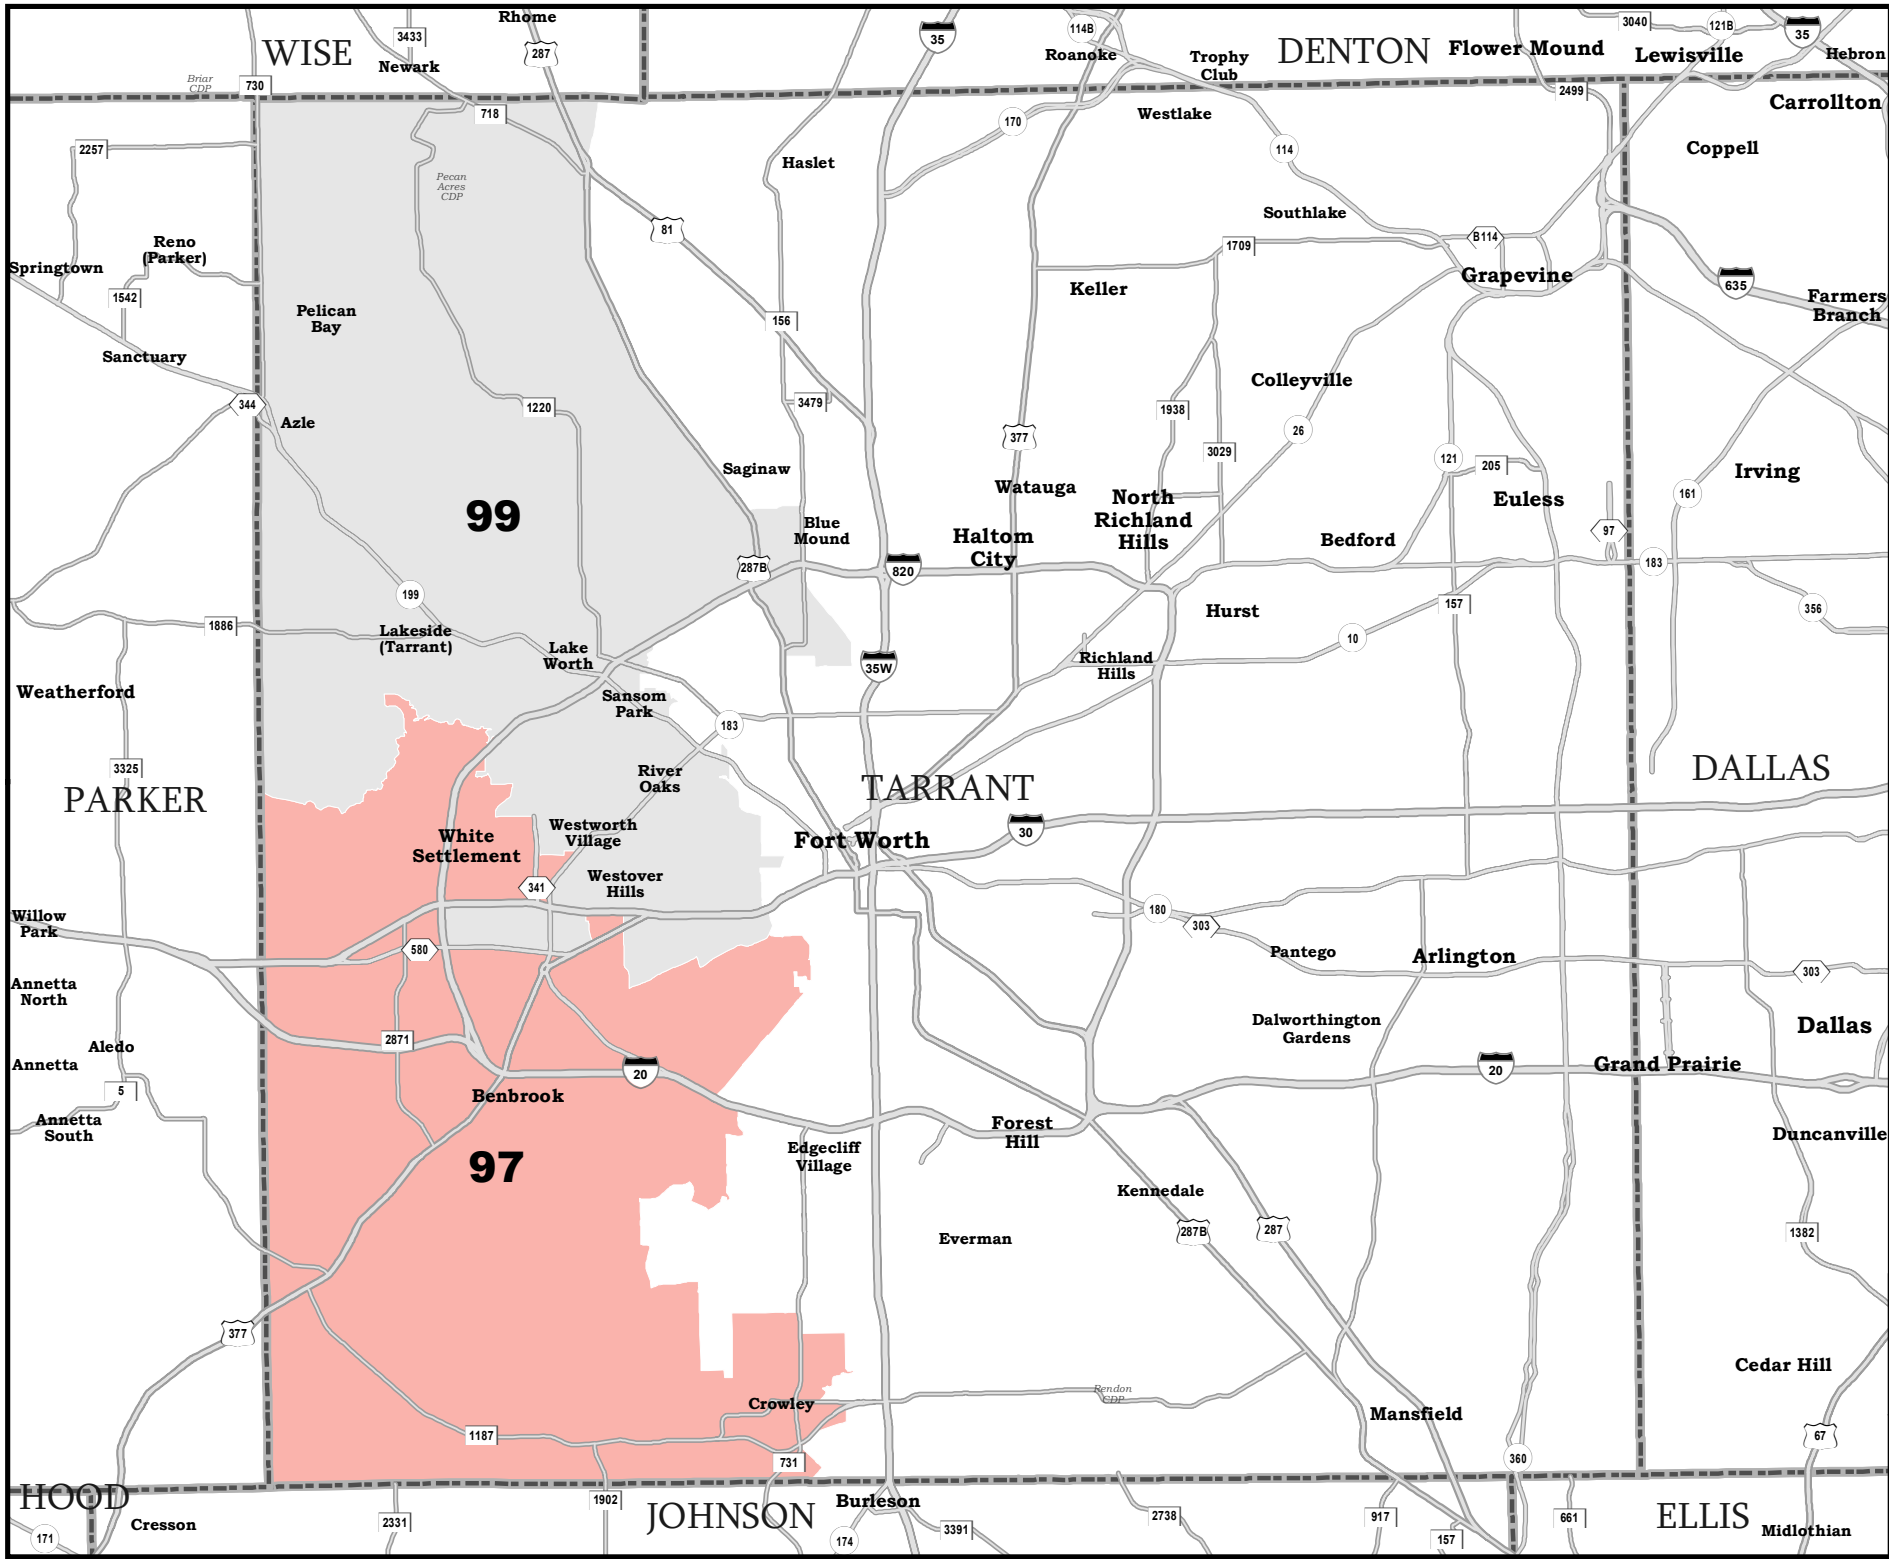 Rhome
3433
WISE
287
Newark
Briar
CDP
730
718
35
114B
Roanoke
Trophy
Club
DENTON
Flower Mound
3040
121B
35
Lewisville
Hebron
2499
Carrollton
Westlake
170
114
Coppell
2257
Haslet
Pecan
Acres
CDP
Southlake
81
1709
B114
Reno
(Parker)
Springtown
1542
Keller
Grapevine
635
Farmers
Branch
Pelican
Bay
156
Sanctuary
Colleyville
344
Azle
1220
3479
377
1938
26
3029
121
205
Saginaw
Watauga
North
Richland
Hills
Euless
161
Irving
99
Blue
Mound
Haltom
City
Bedford
97
287B
820
183
199
1886
Lakeside
(Tarrant)
Lake
Worth
35W
Hurst
157
356
10
Richland
Hills
Weatherford
Sansom
Park
183
3325
PARKER
River
Oaks
TARRANT
DALLAS
White
Settlement
Westworth
Village
Fort Worth
30
341
Westover
Hills
Willow
Park
580
180
303
Pantego
Arlington
303
Annetta
North
2871
Dalworthington
Gardens
Dallas
Aledo
Annetta
20
20
Grand Prairie
5
Benbrook
Annetta
South
Forest
Hill
Edgecliff
Village
Duncanville
97
Kennedale
287B
287
1382
Everman
377
Cedar Hill
Rendon
CDP
Crowley
Mansfield
1187
67
731
360
HOOD
1902
JOHNSON
Burleson
171
Cresson
2331
174
3391
2738
917
157
661
ELLIS
Midlothian